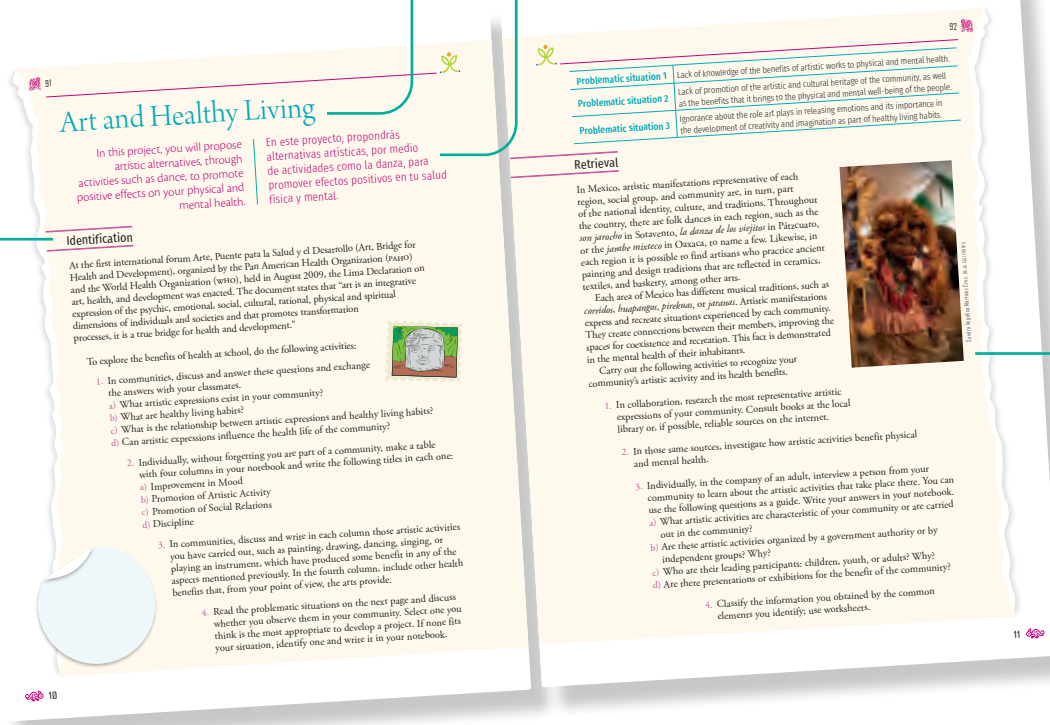 91
Art and Healthy Living
In this project, you will propose
artistic alternatives, through
activities such as dance, to promote
positive effects on your physical and
mental health.
En este proyecto, propondrás
alternativas artísticas, por medio
de actividades como la danza, para
promover efectos positivos en tu salud
física y mental.
Identification
At the first international forum Arte, Puente para la Salud y el Desarrollo (Art, Bridge for
Health and Development), organized by the Pan American Health Organization (PAHO)
and the World Health Organization (WHO), held in August 2009, the Lima Declaration on
art, health, and development was enacted. The document states that “art is an integrative
expression of the psychic, emotional, social, cultural, rational, physical and spiritual
dimensions of individuals and societies and that promotes transformation
processes, it is a true bridge for health and development.”
To explore the benefits of health at school, do the following activities:
1. In communities, discuss and answer these questions and exchange
the answers with your classmates.
a) What artistic expressions exist in your community?
b) What are healthy living habits?
c) What is the relationship between artistic expressions and healthy living habits?
d) Can artistic expressions influence the health life of the community?
2. Individually, without forgetting you are part of a community, make a table
with four columns in your notebook and write the following titles in each one:
a) Improvement in Mood
b) Promotion of Artistic Activity
c) Promotion of Social Relations
d) Discipline
3. In communities, discuss and write in each column those artistic activities
you have carried out, such as painting, drawing, dancing, singing, or
playing an instrument, which have produced some benefit in any of the
aspects mentioned previously. In the fourth column, include other health
benefits that, from your point of view, the arts provide.
4. Read the problematic situations on the next page and discuss
whether you observe them in your community. Select one you
think is the most appropriate to develop a project. If none fits
your situation, identify one and write it in your notebook.
10
92
Problematic situation 1 Lack of knowledge of the benefits of artistic works to physical and mental health.
Problematic situation 2 Lack of promotion of the artistic and cultural heritage of the community, as well
as the benefits that it brings to the physical and mental well-being of the people.
Problematic situation 3 Ignorance about the role art plays in releasing emotions and its importance in
the development of creativity and imagination as part of healthy living habits.
Retrieval
In Mexico, artistic manifestations representative of each
region, social group, and community are, in turn, part
of the national identity, culture, and traditions. Throughout
the country, there are folk dances in each region, such as the
son jarocho in Sotavento, la danza de los viejitos in Pátzcuaro,
or the jarabe mixteco in Oaxaca, to name a few. Likewise, in
each region it is possible to find artisans who practice ancient
painting and design traditions that are reflected in ceramics,
textiles, and basketry, among other arts.
Each area of Mexico has different musical traditions, such as
corridos, huapangos, pirekuas, or jaranas. Artistic manifestations
express and recreate situations experienced by each community.
They create connections between their members, improving the
spaces for coexistence and recreation. This fact is demonstrated
in the mental health of their inhabitants.
Carry out the following activities to recognize your
community’s artistic activity and its health benefits.
1. In collaboration, research the most representative artistic
expressions of your community. Consult books at the local
library or, if possible, reliable sources on the internet.
2. In those same sources, investigate how artistic activities benefit physical
and mental health.
3. Individually, in the company of an adult, interview a person from your
community to learn about the artistic activities that take place there. You can
use the following questions as a guide. Write your answers in your notebook.
a) What artistic activities are characteristic of your community or are carried
out in the community?
b) Are these artistic activities organized by a government authority or by
independent groups? Why?
c) Who are their leading participants: children, youth, or adults? Why?
d) Are there presentations or exhibitions for the benefit of the community?
4. Classify the information you obtained by the common
elements you identify; use worksheets.
11